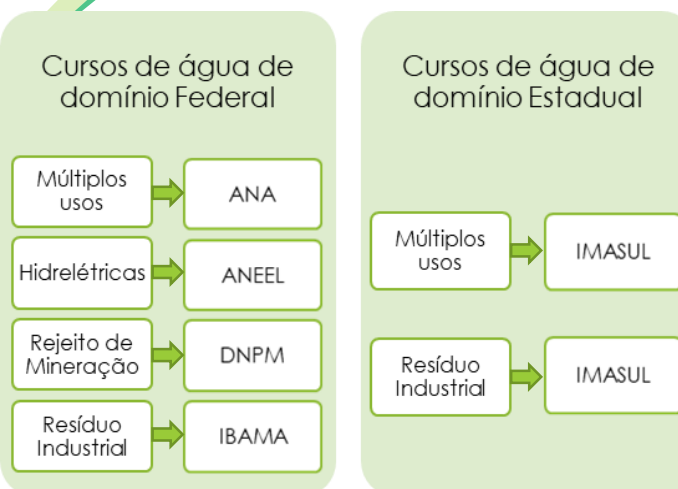 Cursos de água de
domínio Federal
Múltiplos
usos
ANA
Hidrelétricas
ANEEL
Rejeito de
Mineração
DNPM
Resíduo
Industrial
IBAMA
Cursos de água de
domínio Estadual
Múltiplos
usos
IMASUL
Resíduo
Industrial
IMASUL